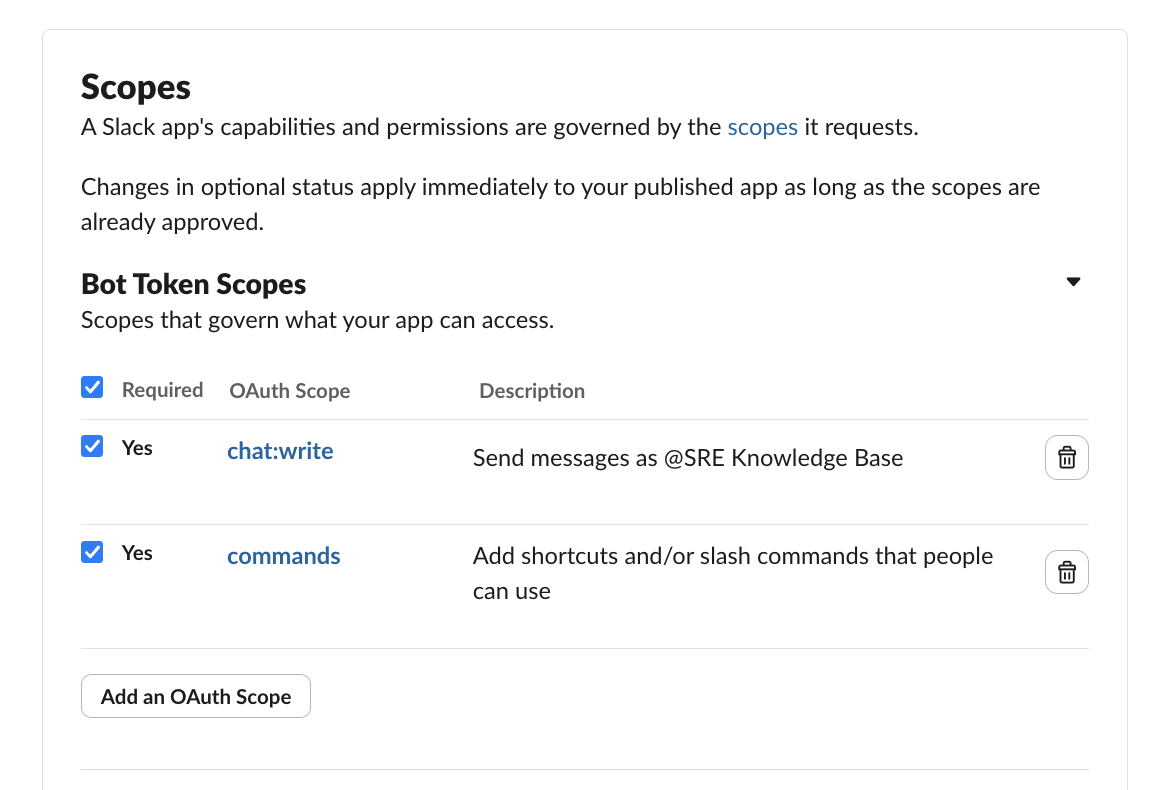 Scopes
A Slack app's capabilities and permissions are governed by the scopes it requests.
Changes in optional status apply immediately to your published app as long as the scopes are
already approved.
Bot Token Scopes
Scopes that govern what your app can access.
Required OAuth Scope Description
Yes chat:write Send messages as @SRE Knowledge Base
Yes commands Add shortcuts and/or slash commands that people
can use
Add an OAuth Scope